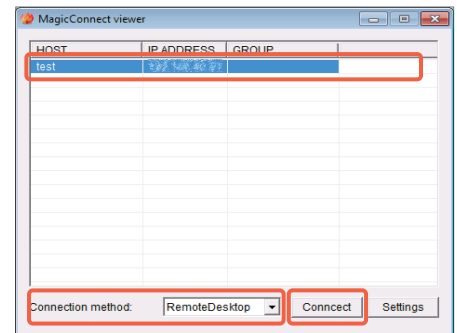 MagicConnect viewer
HOST IP ADDRESS GROUP
test
Connection method: RemoteDesktop Conncect Settings